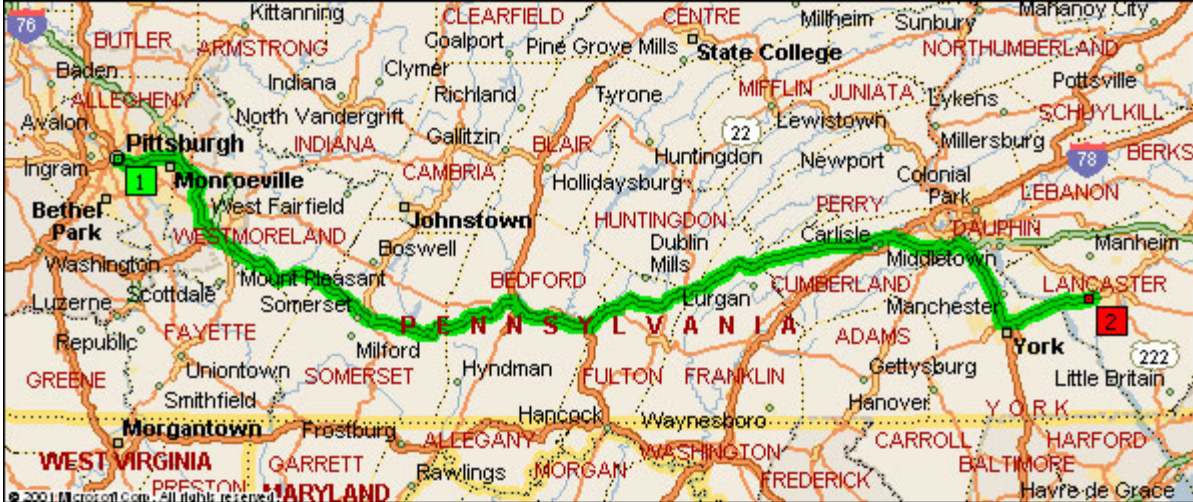 76
Kittanning
CLEARFIELD
CENTRE
Millheim
Sunbury
Mahanoy City
BUTLER
ARMSTRONG
Coalport
Pine Grove Mills
State College
NORTHUMBERLAND
Baden
Clymer
Indiana
Richland
Tyrone
MIFFLIN
JUNIATA
Lykens
Pottsville
ALLEGHENY
SCHUYLKILL
Avalon
North Vandergrift
Gallitzin
BLAIR
22
Lewistown
Millersburg
Pittsburgh
INDIANA
Huntingdon
Newport
Colonial
Park
78
BERKS
Ingram
1
Monroeville
CAMBRIA
Hollidaysburg
LEBANON
Bethel
Park
West Fairfield
Johnstown
HUNTINGDON
PERRY
DAUPHIN
WESTMORELAND
Boswell
Dublin
Mills
Carlisle
Manheim
Washington
Mount Pleasant
BEDFORD
Middletown
Scottdale
Somerset
Lurgan
CUMBERLAND
LANCASTER
Luzerne
Manchester
FAYETTE
PENNSYLVANIA
2
Republic
Milford
ADAMS
York
222
GREENE
Uniontown
SOMERSET
Hyndman
FULTON
FRANKLIN
Gettysburg
Little Britain
Smithfield
Hancock
Waynesboro
Hanover
YORK
Morgantown
Frostburg
ALLEGANY
WASHINGTON
CARROLL
HARFORD
WEST VIRGINIA
GARRETT
Rawlings
MORGAN
BALTIMORE
PRESTON
MARYLAND
FREDERICK
Havre de Grace
© 2001 Microsoft Corp. All rights reserved.